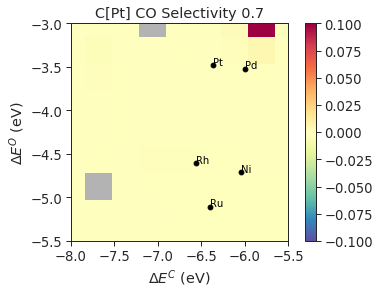 C[Pt] CO Selectivity 0.7
−3.0
−3.5
−4.0
−4.5
−5.0
−5.5
ΔE^O (eV)
Pt
Pd
Rh
Ni
Ru
−8.0 −7.5 −7.0 −6.5 −6.0 −5.5
ΔE^C (eV)
0.100
0.075
0.050
0.025
0.000
−0.025
−0.050
−0.075
−0.100